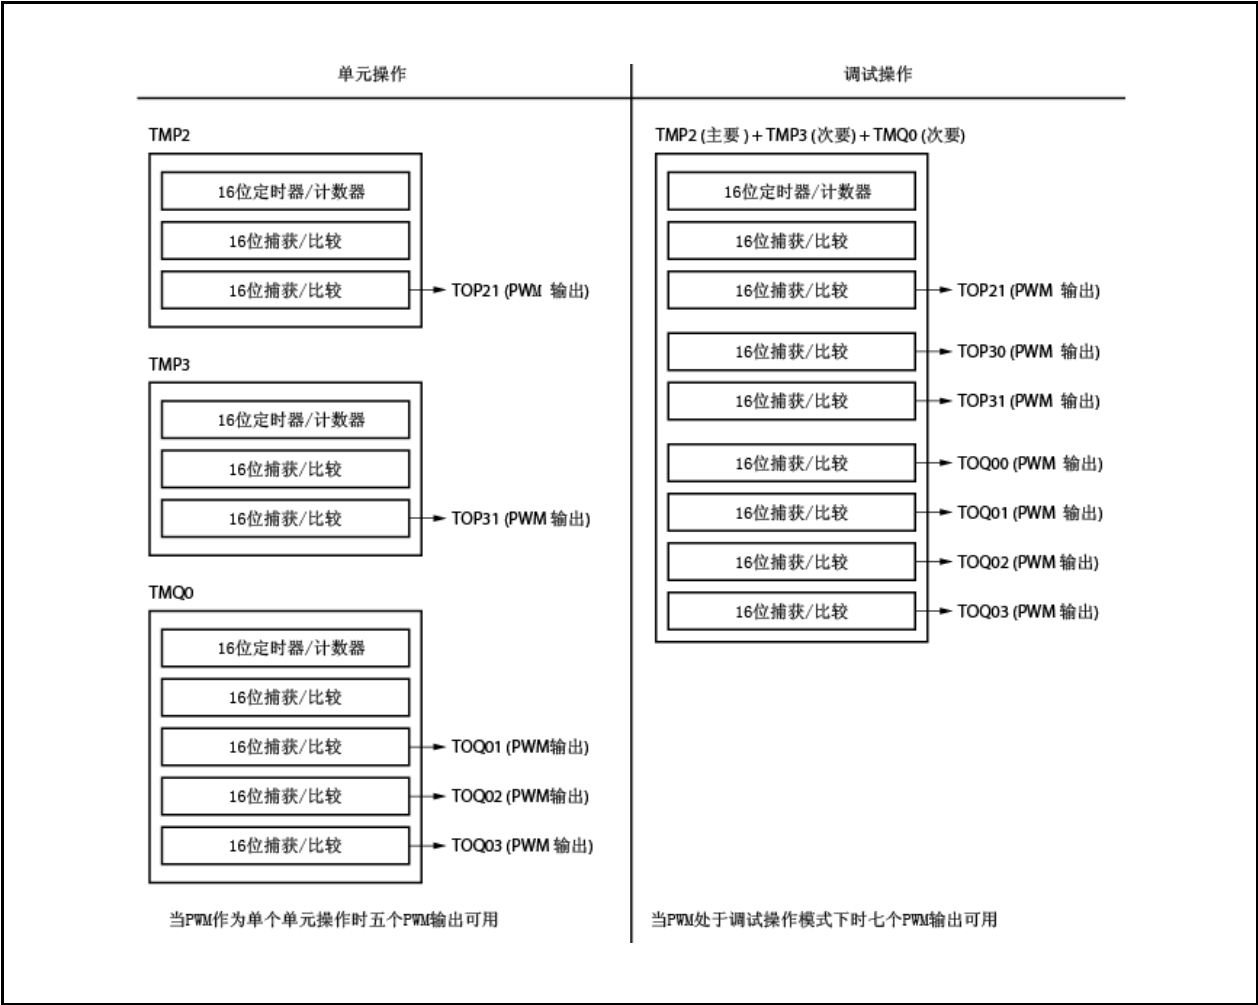 单元操作
TMP2
16位定时器/计数器
16位捕获/比较
16位捕获/比较
TOP21 (PWM 输出)
TMP3
16位定时器/计数器
16位捕获/比较
16位捕获/比较
TOP31 (PWM 输出)
TMQ0
16位定时器/计数器
16位捕获/比较
16位捕获/比较
TOQ01 (PWM输出)
16位捕获/比较
TOQ02 (PWM输出)
16位捕获/比较
TOQ03 (PWM 输出)
当PWM作为单个单元操作时五个PWM输出可用
调试操作
TMP2 (主要 ) + TMP3 (次要) + TMQ0 (次要)
16位定时器/计数器
16位捕获/比较
16位捕获/比较
TOP21 (PWM 输出)
16位捕获/比较
TOP30 (PWM 输出)
16位捕获/比较
TOP31 (PWM 输出)
16位捕获/比较
TOQ00 (PWM 输出)
16位捕获/比较
TOQ01 (PWM 输出)
16位捕获/比较
TOQ02 (PWM 输出)
16位捕获/比较
TOQ03 (PWM 输出)
当PWM处于调试操作模式下时七个PWM输出可用